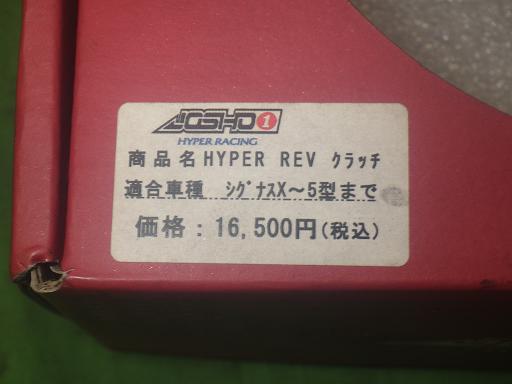 JOSHO1
HYPER RACING
商品名HYPER REV クラッチ
適合車種 シグナスX～5型まで
価格：16,500円(税込)